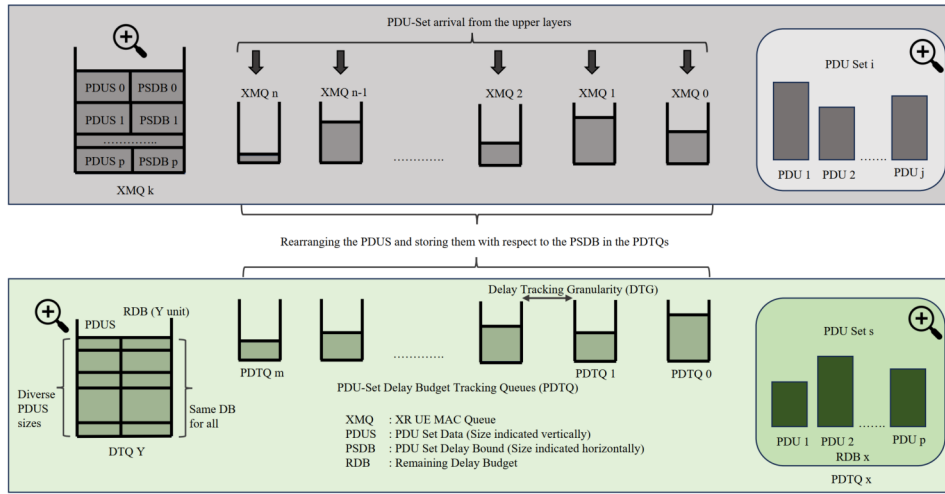 PDU-Set arrival from the upper layers
PDUS 0 PSDB 0
PDUS 1 PSDB 1
..............
PDUS p PSDB p
XMQ k
XMQ n
XMQ n-1
............
XMQ 2
XMQ 1
XMQ 0
PDU Set i
PDU 1
PDU 2
......
PDU j
Rearranging the PDUS and storing them with respect to the PSDB in the PDTQs
RDB (Y unit)
PDUS
Diverse
PDUS
sizes
Same DB
for all
DTQ Y
Delay Tracking Granularity (DTG)
............
PDTQ m
PDTQ 1
PDTQ 0
PDU-Set Delay Budget Tracking Queues (PDTQ)
XMQ : XR UE MAC Queue
PDUS : PDU Set Data (Size indicated vertically)
PSDB : PDU Set Delay Bound (Size indicated horizontally)
RDB : Remaining Delay Budget
PDU Set s
PDU 1
PDU 2
......
PDU p
RDB x
PDTQ x